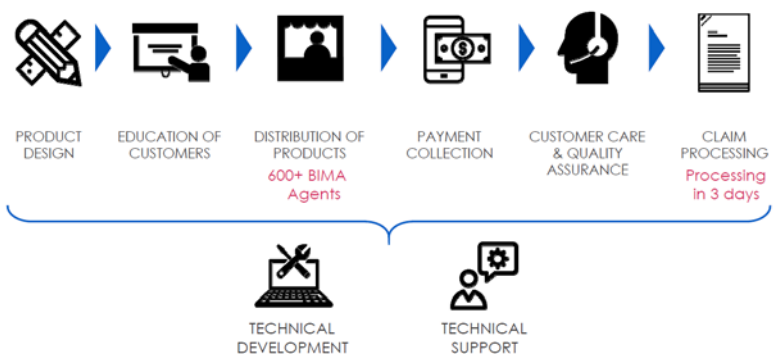 PRODUCT
DESIGN
EDUCATION OF
CUSTOMERS
DISTRIBUTION OF
PRODUCTS
600+ BIMA
Agents
PAYMENT
COLLECTION
CUSTOMER CARE
& QUALITY
ASSURANCE
CLAIM
PROCESSING
Processing
in 3 days
TECHNICAL
DEVELOPMENT
TECHNICAL
SUPPORT